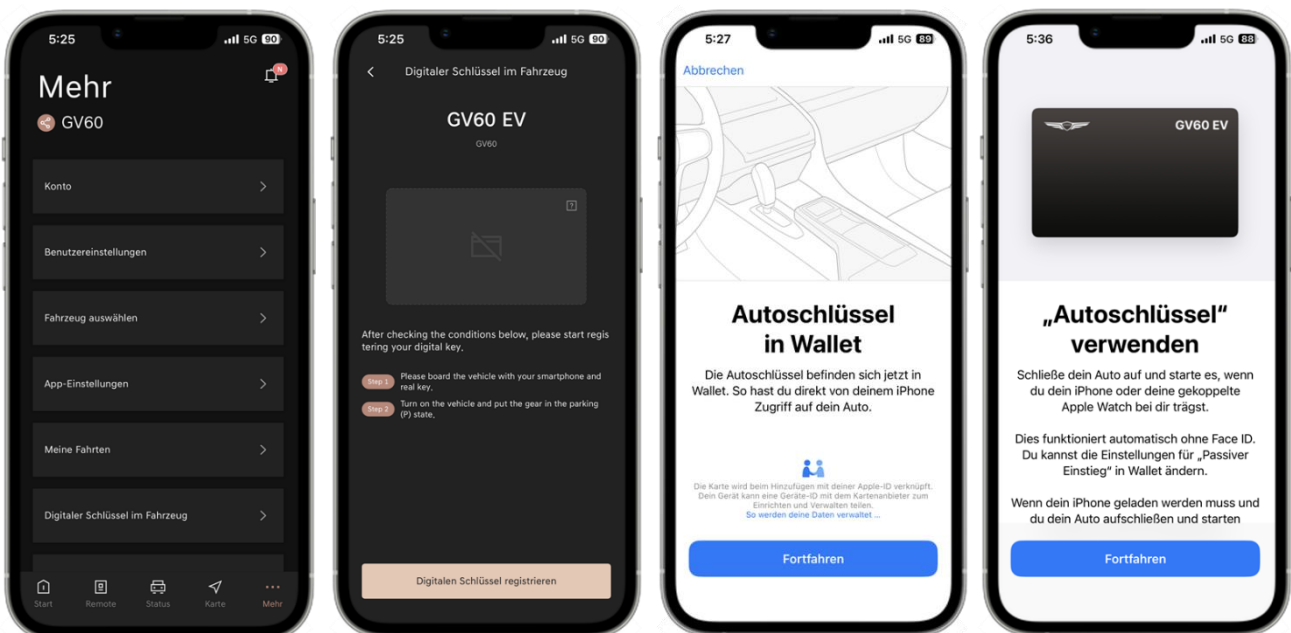 5:25
5G 90
Mehr
N
GV60
Konto
Benutzereinstellungen
Fahrzeug auswählen
App-Einstellungen
Meine Fahrten
Digitaler Schlüssel im Fahrzeug
Start
Remote
Status
Karte
Mehr
5:25
5G 90
Digitaler Schlüssel im Fahrzeug
GV60 EV
GV60
?
After checking the conditions below, please start regis
tering your digital key.
Step 1
Please board the vehicle with your smartphone and
real key.
Step 2
Turn on the vehicle and put the gear in the parking
(P) state.
Digitalen Schlüssel registrieren
5:27
5G 89
Abbrechen
Autoschlüssel
in Wallet
Die Autoschlüssel befinden sich jetzt in
Wallet. So hast du direkt von deinem iPhone
Zugriff auf dein Auto.
Die Karte wird beim Hinzufügen mit deiner Apple-ID verknüpft.
Dein Gerät kann eine Geräte-ID mit dem Kartenanbieter zum
Einrichten und Verwalten teilen.
So werden deine Daten verwaltet ...
Fortfahren
5:36
5G 88
GV60 EV
„Autoschlüssel“
verwenden
Schließe dein Auto auf und starte es, wenn
du dein iPhone oder deine gekoppelte
Apple Watch bei dir trägst.
Dies funktioniert automatisch ohne Face ID.
Du kannst die Einstellungen für „Passiver
Einstieg“ in Wallet ändern.
Wenn dein iPhone geladen werden muss und
du dein Auto aufschließen und starten
Fortfahren